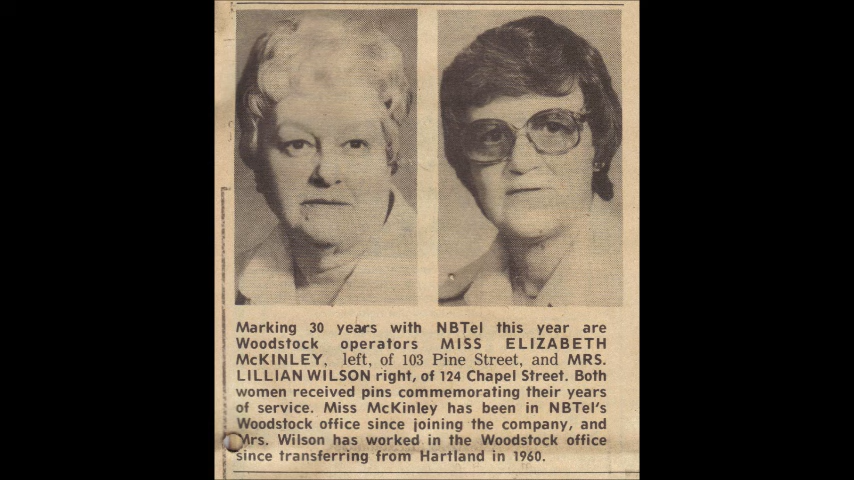 Marking 30 years with NBTel this year are
Woodstock operators MISS ELIZABETH
McKINLEY, left, of 103 Pine Street, and MRS.
LILLIAN WILSON right, of 124 Chapel Street. Both
women received pins commemorating their years
of service. Miss McKinley has been in NBTel's
Woodstock office since joining the company, and
Mrs. Wilson has worked in the Woodstock office
since transferring from Hartland in 1960.